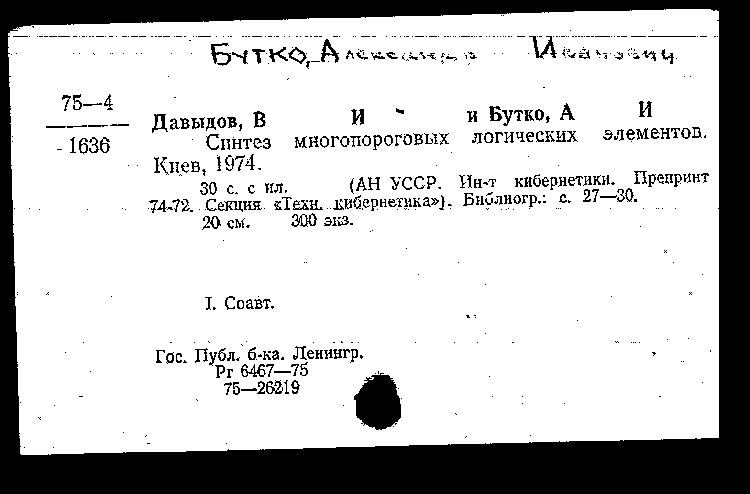 Бутко, Александр Иванович
75—4
1636
Давыдов, В И и Бутко, А И
Синтез многопороговых логических элементов.
Киев, 1974.
30 с. с ил. (АН УССР. Ин-т кибернетики. Препринт
74-72. Секция «Техн. кибернетика»). Библиогр.: с. 27—30.
20 см. 300 экз.
I. Соавт.
Гос. Публ. б-ка. Ленингр.
Рг 6467—75
75—26219